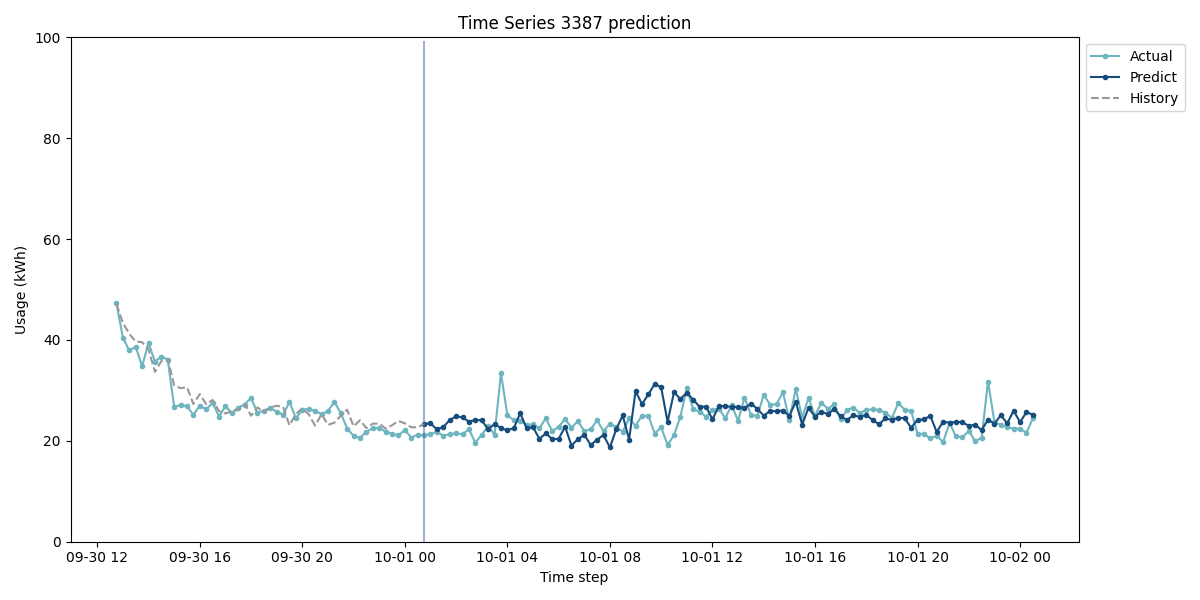 Time Series 3387 prediction
100
80
60
40
20
0
Usage (kWh)
09-30 12
09-30 16
09-30 20
10-01 00
10-01 04
10-01 08
10-01 12
10-01 16
10-01 20
10-02 00
Time step
Actual
Predict
History